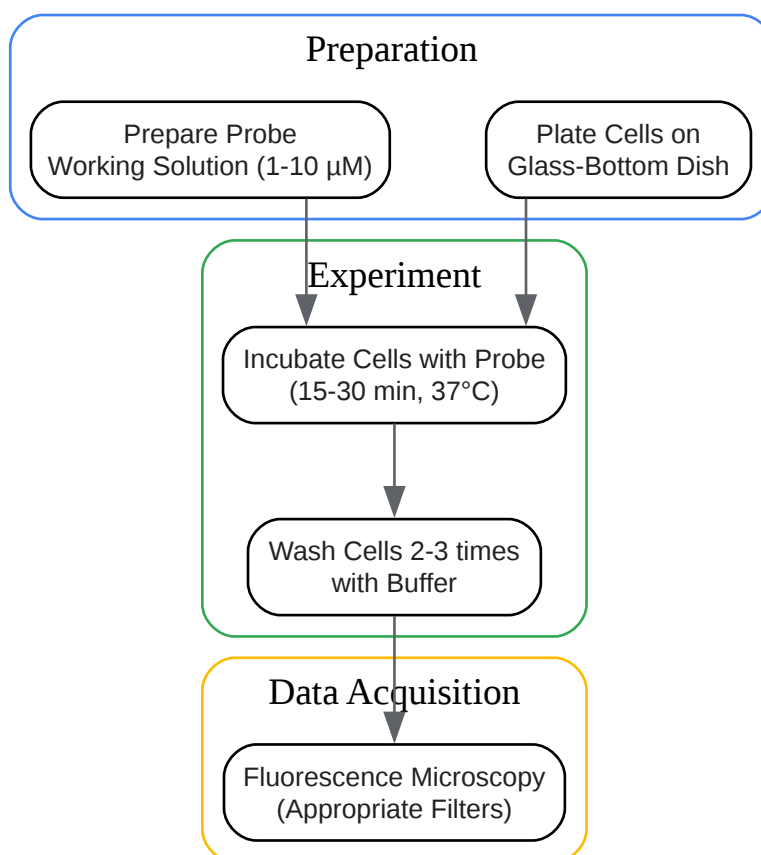 Preparation
Prepare Probe
Working Solution (1-10 µM)
Plate Cells on
Glass-Bottom Dish
Experiment
Incubate Cells with Probe
(15-30 min, 37°C)
Wash Cells 2-3 times
with Buffer
Data Acquisition
Fluorescence Microscopy
(Appropriate Filters)